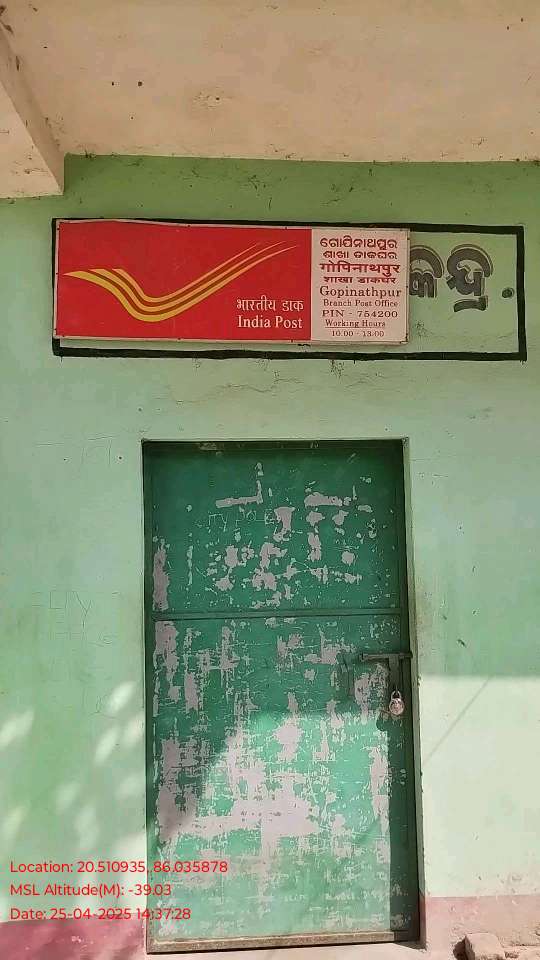 ଗୋପିନାଥପୁର
ଶାଖା ଡାକଘର
गोपिनाथपुर
शाखा डाकघर
Gopinathpur
Branch Post Office
PIN - 754200
Working Hours
10:00 - 13:00
भारतीय डाक
India Post
Location: 20.510935, 86.035878
MSL Altitude(M): -39.03
Date: 25-04-2025 14:37:28